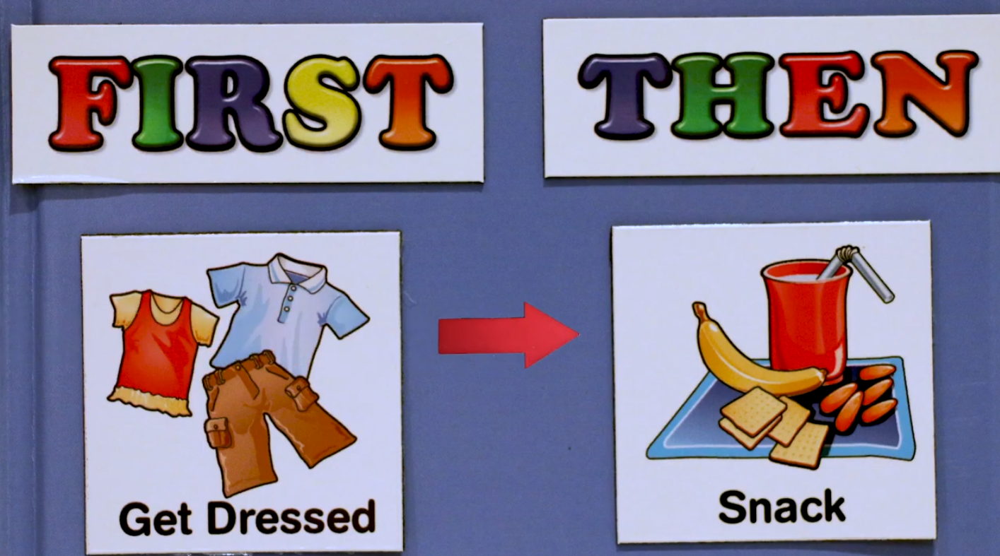 FIRST
THEN
Get Dressed
Snack